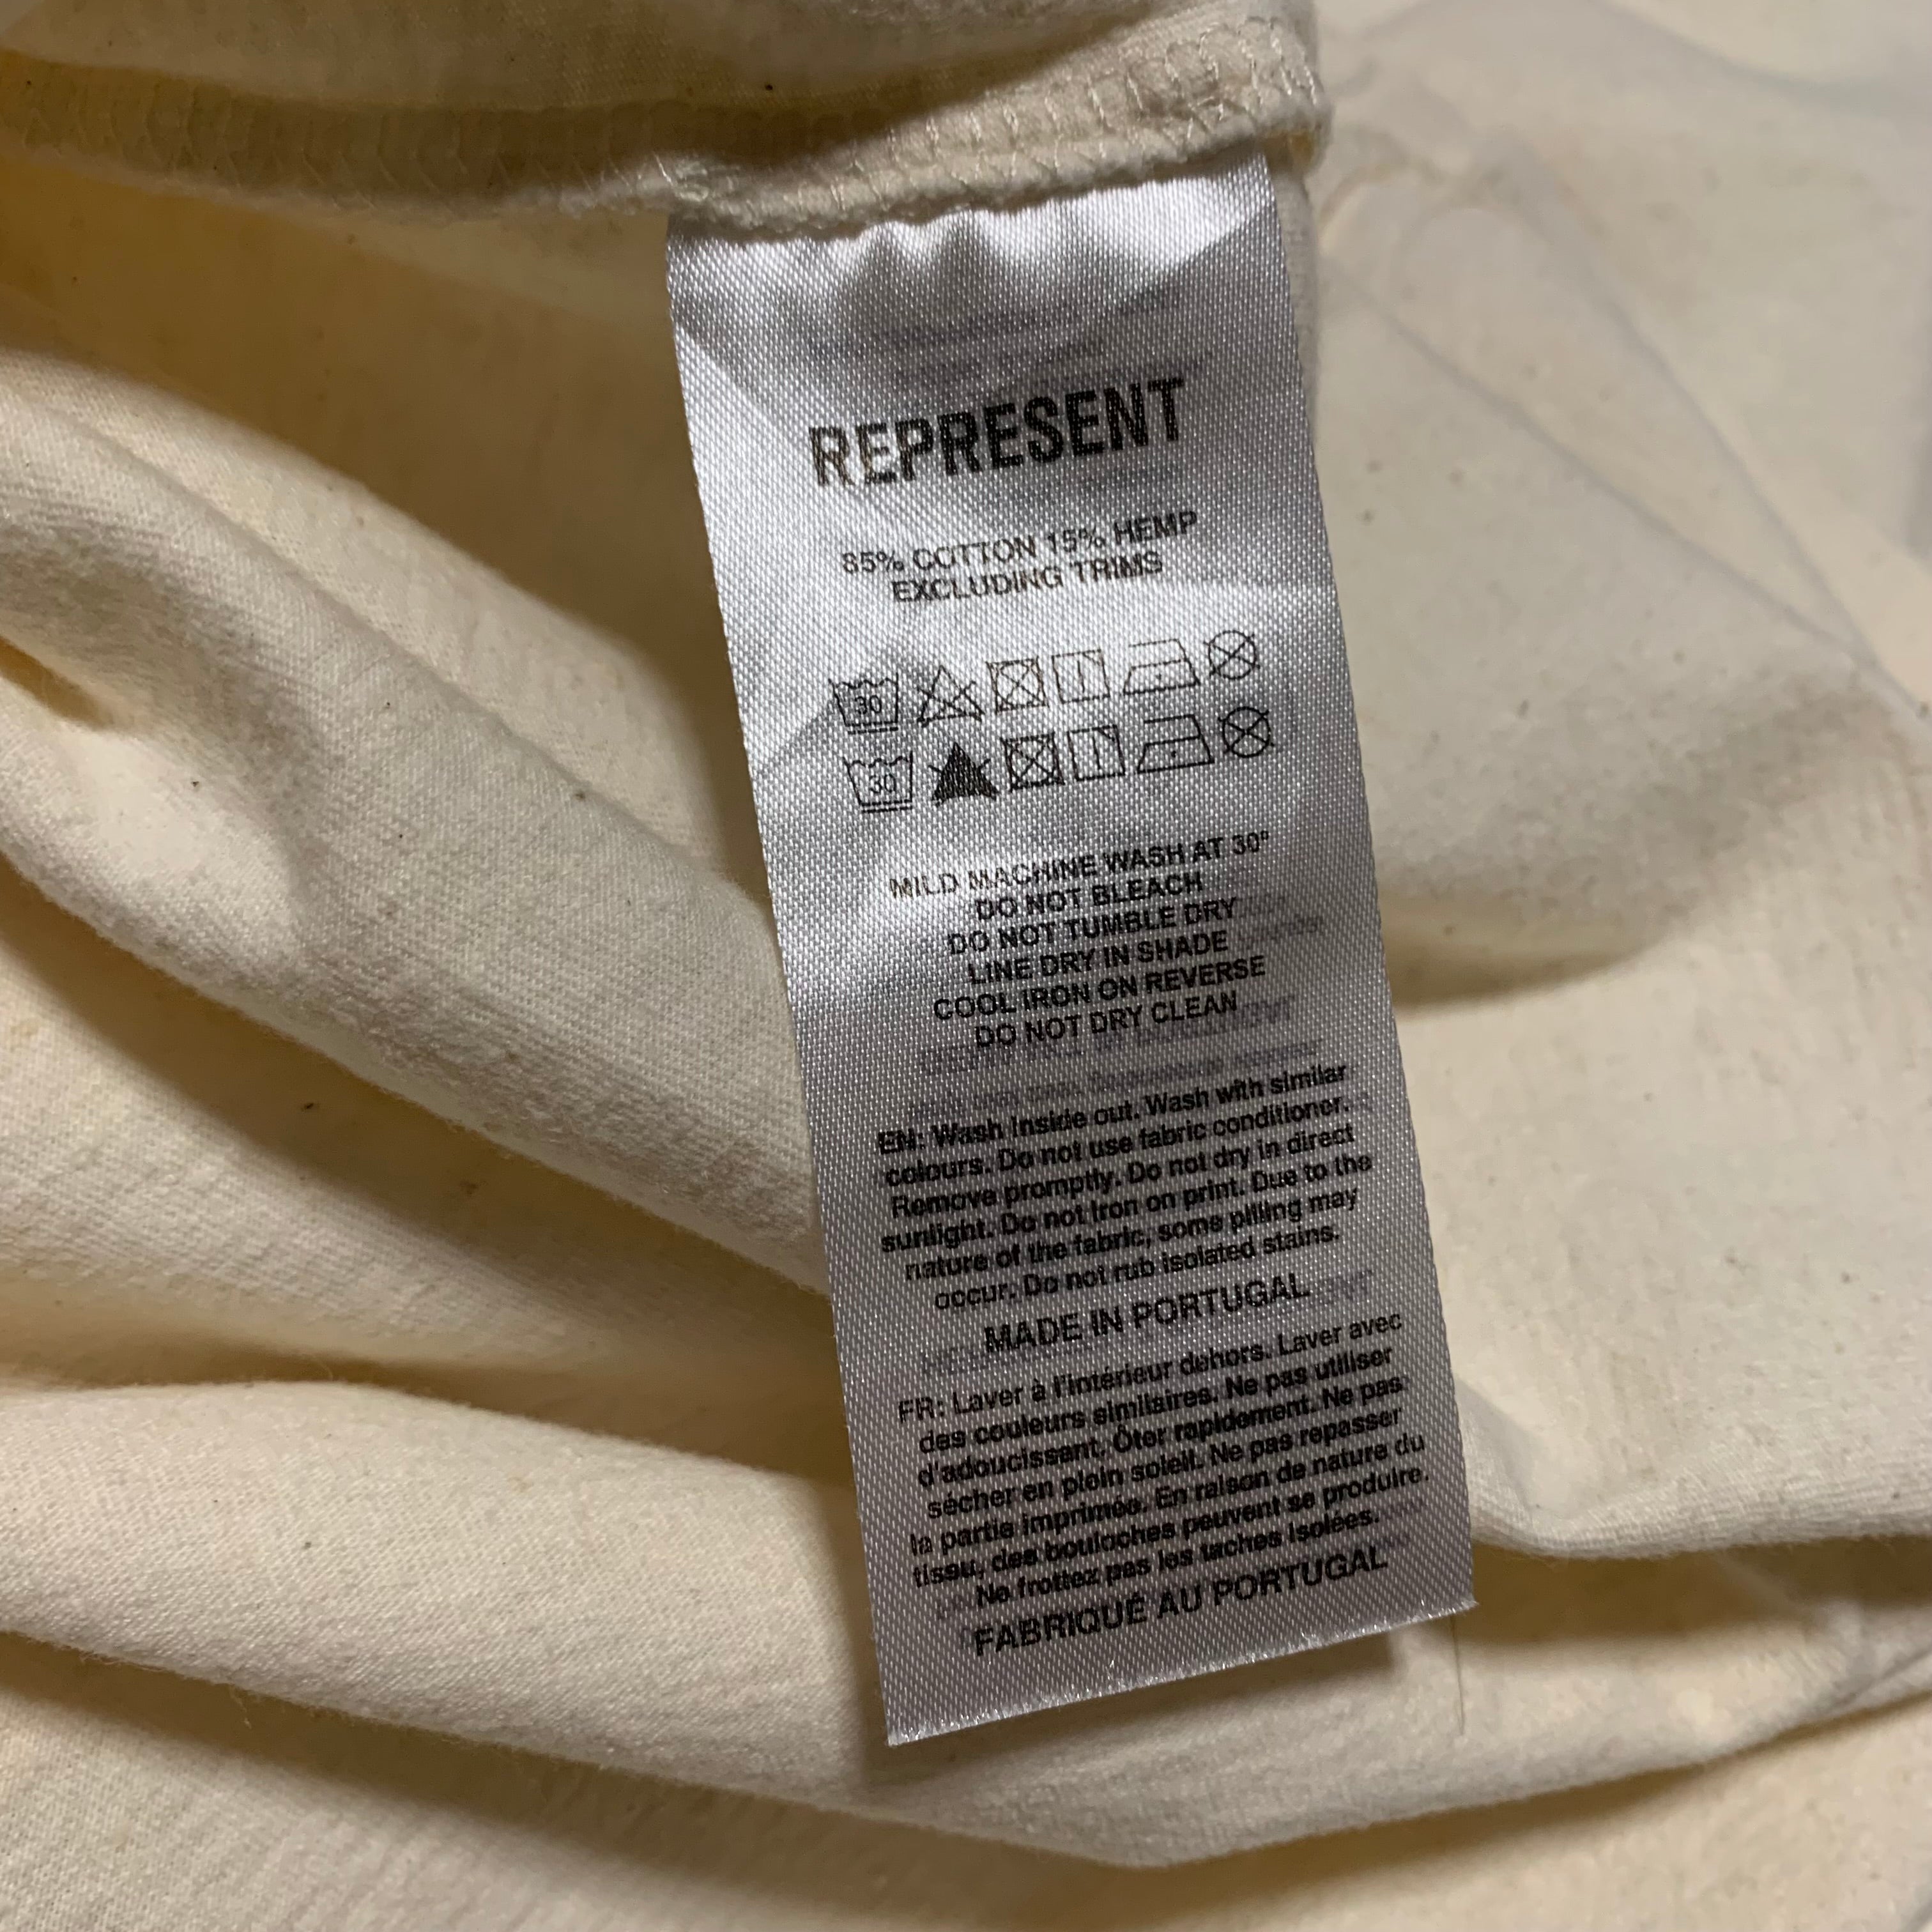 REPRESENT
85% COTTON 15% HEMP
EXCLUDING TRIMS
30
30
MILD MACHINE WASH AT 30°
DO NOT BLEACH
DO NOT TUMBLE DRY
LINE DRY IN SHADE
COOL IRON ON REVERSE
DO NOT DRY CLEAN
EN: Wash inside out. Wash with similar
colours. Do not use fabric conditioner.
Remove promptly. Do not dry in direct
sunlight. Do not iron on print. Due to the
nature of the fabric, some pilling may
occur. Do not rub isolated stains.
MADE IN PORTUGAL
FR: Laver à l'intérieur dehors. Laver avec
des couleurs similaires. Ne pas utiliser
d'adoucissant. Ôter rapidement. Ne pas
sécher en plein soleil. Ne pas repasser
la partie imprimée. En raison de nature du
tissu, des bouloches peuvent se produire.
Ne frottez pas les taches isolées.
FABRIQUÉ AU PORTUGAL